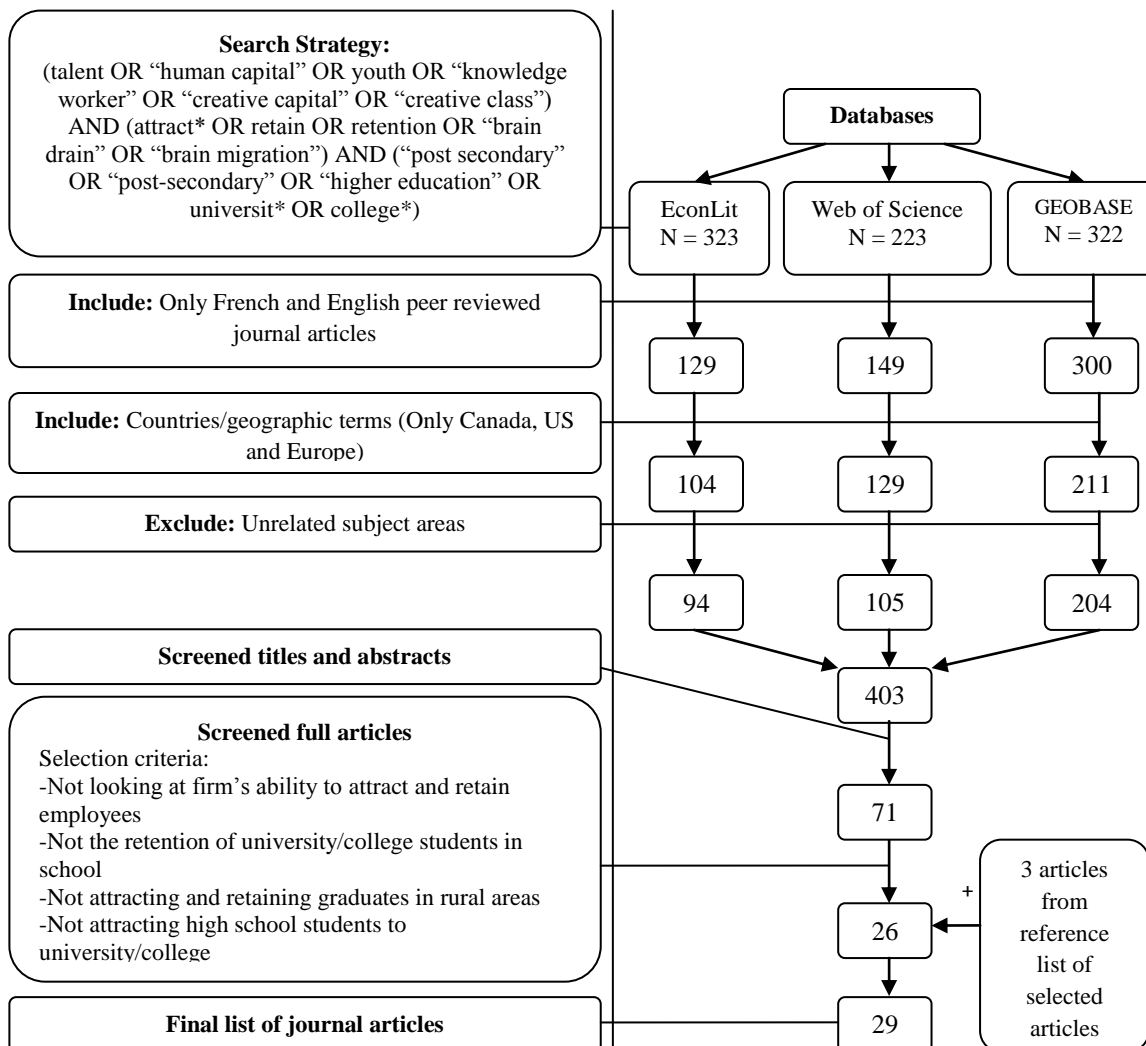 Search Strategy:
(talent OR “human capital” OR youth OR “knowledge
worker” OR “creative capital” OR “creative class”)
AND (attract* OR retain OR retention OR “brain
drain” OR “brain migration”) AND (“post secondary”
OR “post-secondary” OR “higher education” OR
universit* OR college*)
Databases
EconLit
N = 323
Web of Science
N = 223
GEOBASE
N = 322
Include: Only French and English peer reviewed
journal articles
129
149
300
Include: Countries/geographic terms (Only Canada, US
and Europe)
104
129
211
Exclude: Unrelated subject areas
94
105
204
Screened titles and abstracts
403
Screened full articles
Selection criteria:
-Not looking at firm’s ability to attract and retain
employees
-Not the retention of university/college students in
school
-Not attracting and retaining graduates in rural areas
-Not attracting high school students to
university/college
71
26
+
3 articles
from
reference
list of
selected
articles
Final list of journal articles
29